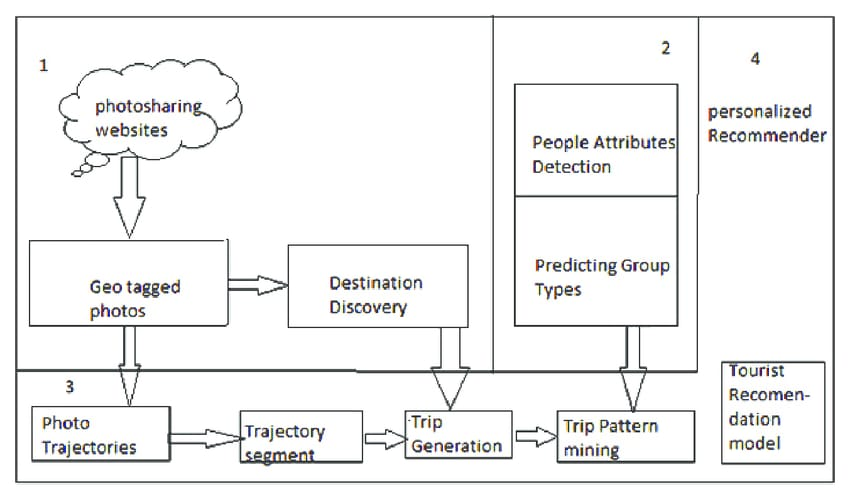 1
photosharing
websites
Geo tagged
photos
Destination
Discovery
2
People Attributes
Detection
Predicting Group
Types
3
Photo
Trajectories
Trajectory
segment
Trip
Generation
Trip Pattern
mining
4
personalized
Recommender
Tourist
Recomen-
dation
model